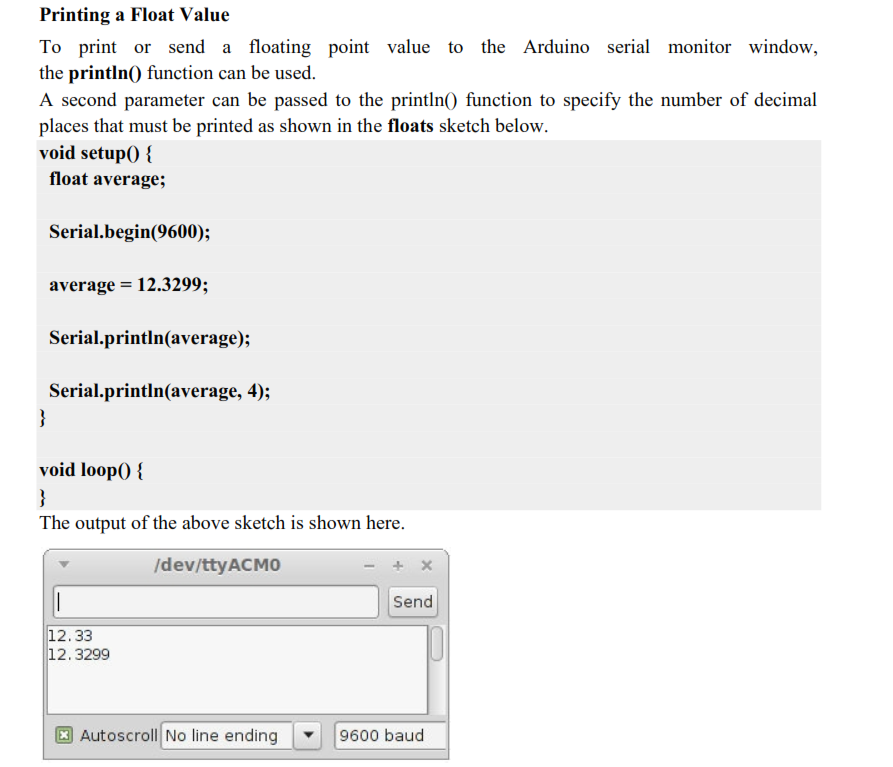 Printing a Float Value
To print or send a floating point value to the Arduino serial monitor window,
the println() function can be used.
A second parameter can be passed to the println() function to specify the number of decimal
places that must be printed as shown in the floats sketch below.
void setup() {
float average;
Serial.begin(9600);
average = 12.3299;
Serial.println(average);
Serial.println(average, 4);
}
void loop() {
}
The output of the above sketch is shown here.
/dev/ttyACM0
Send
12.33
12.3299
Autoscroll No line ending 9600 baud